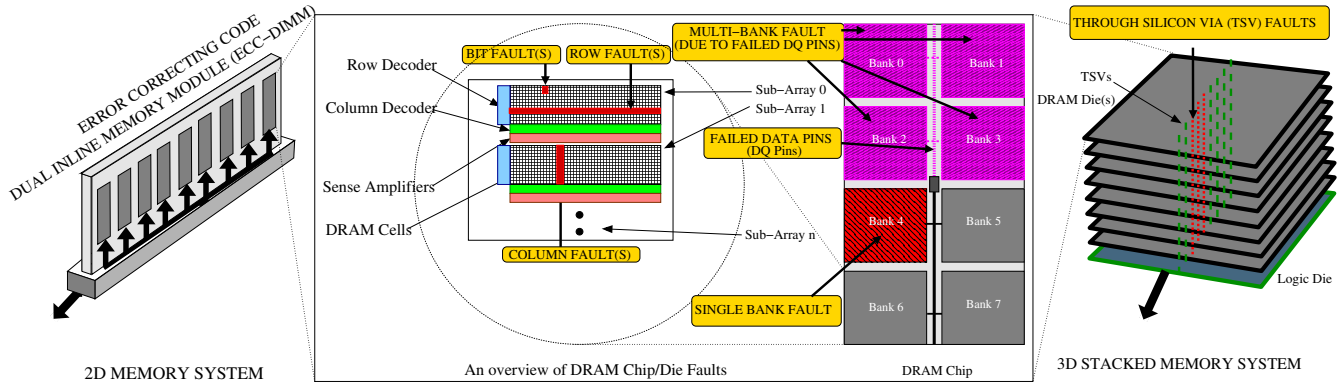 ERROR CORRECTING CODE
DUAL INLINE MEMORY MODULE (ECC−DIMM)
2D MEMORY SYSTEM
BIT FAULT(S)
ROW FAULT(S)
Row Decoder
Column Decoder
Sense Amplifiers
DRAM Cells
Sub−Array 0
Sub−Array 1
Sub−Array n
COLUMN FAULT(S)
An overview of DRAM Chip/Die Faults
MULTI−BANK FAULT
(DUE TO FAILED DQ PINS)
FAILED DATA PINS
(DQ Pins)
SINGLE BANK FAULT
Bank 0
Bank 1
Bank 2
Bank 3
Bank 4
Bank 5
Bank 6
Bank 7
DRAM Chip
THROUGH SILICON VIA (TSV) FAULTS
TSVs
DRAM Die(s)
Logic Die
3D STACKED MEMORY SYSTEM